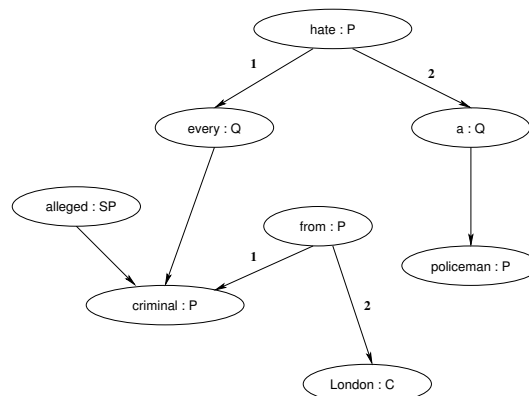 hate : P
1
2
every : Q
a : Q
alleged : SP
from : P
1
policeman : P
criminal : P
2
London : C